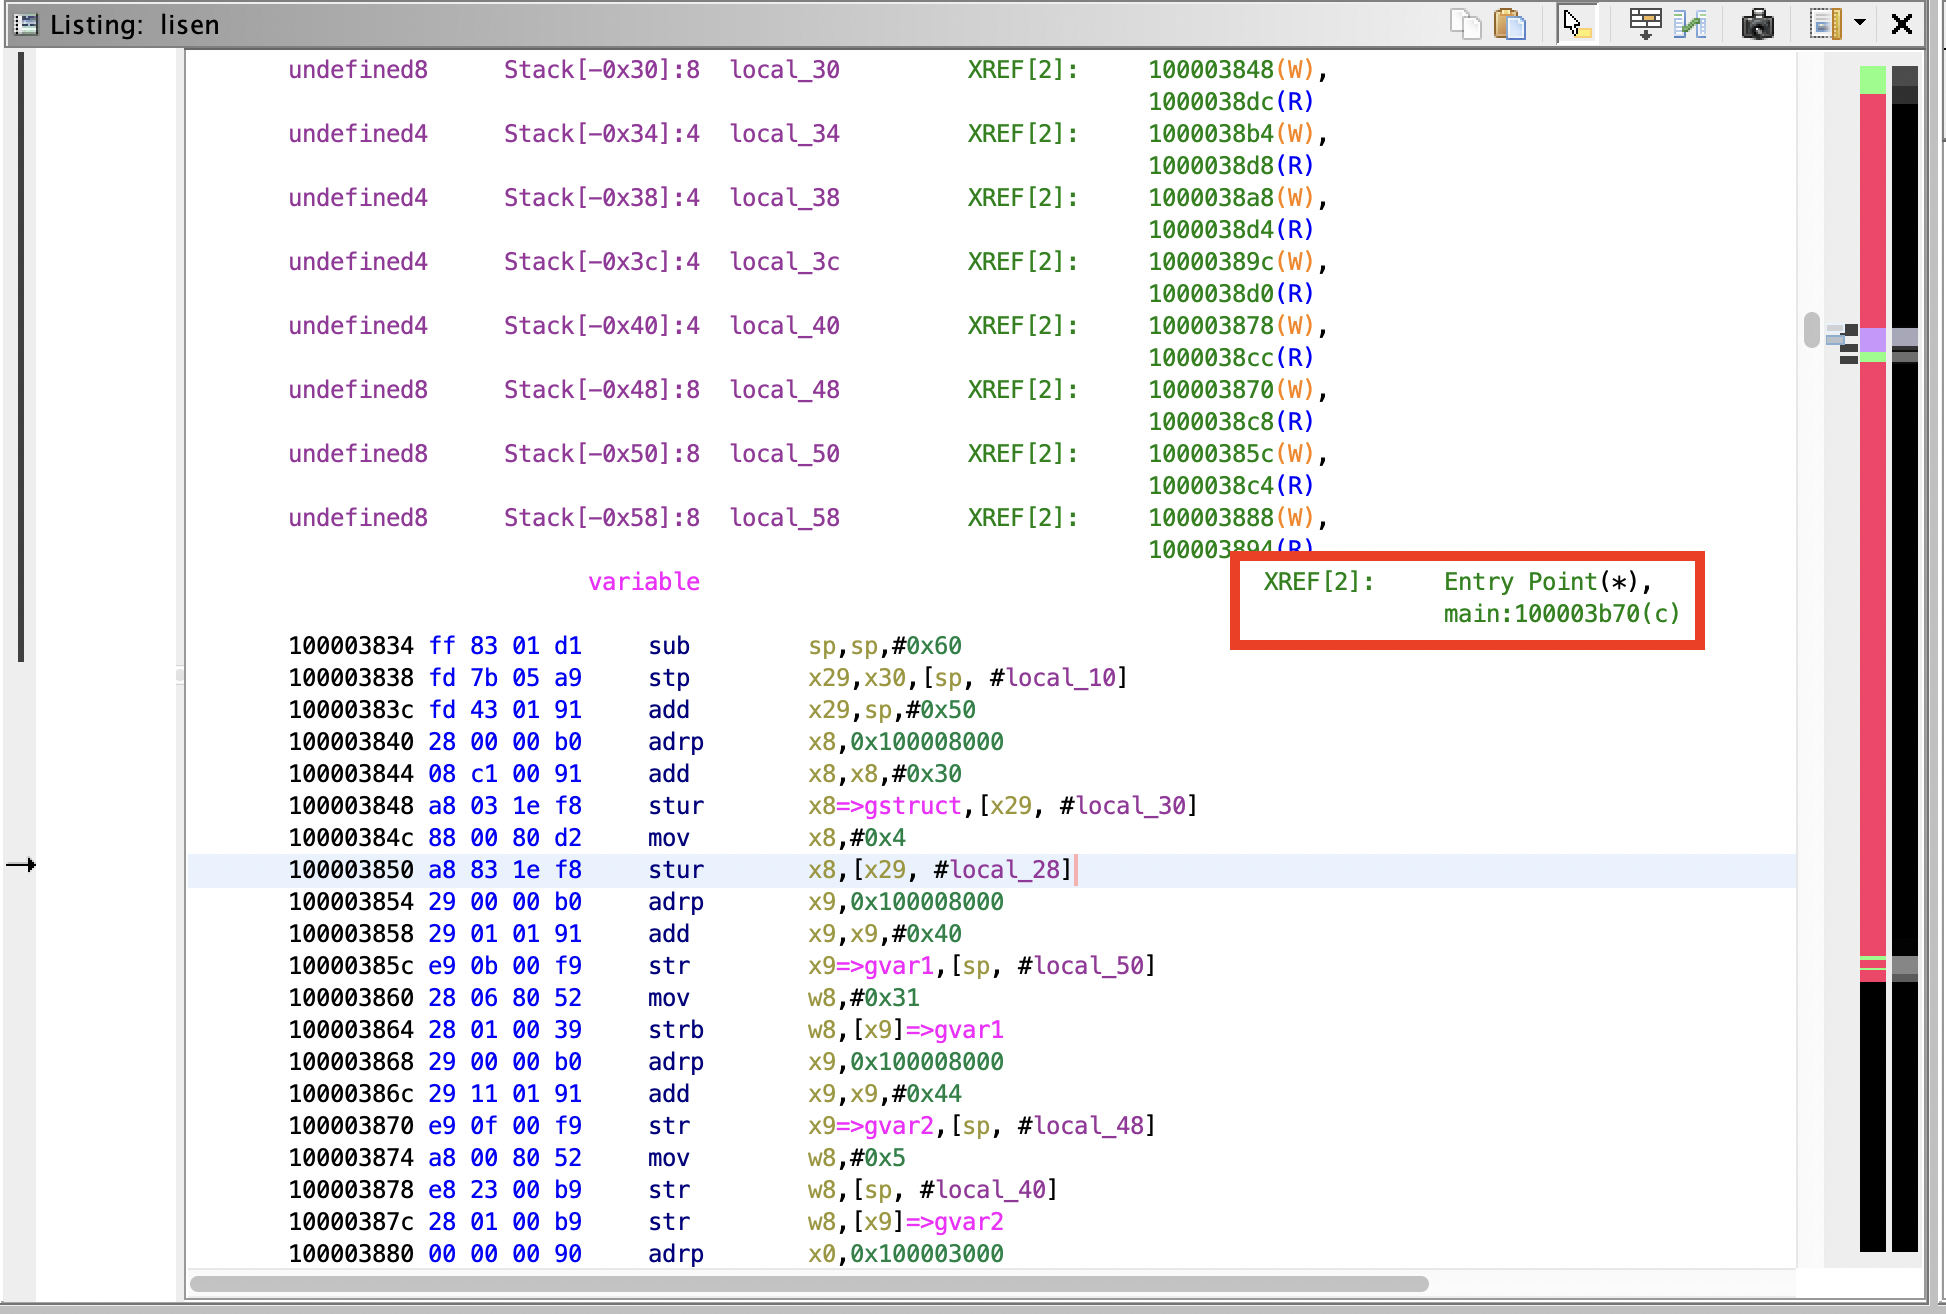 Listing: lisen
undefined8 Stack[-0x30]:8 local_30 XREF[2]: 100003848(W),
1000038dc(R)
undefined4 Stack[-0x34]:4 local_34 XREF[2]: 1000038b4(W),
1000038d8(R)
undefined4 Stack[-0x38]:4 local_38 XREF[2]: 1000038a8(W),
1000038d4(R)
undefined4 Stack[-0x3c]:4 local_3c XREF[2]: 10000389c(W),
1000038d0(R)
undefined4 Stack[-0x40]:4 local_40 XREF[2]: 100003878(W),
1000038cc(R)
undefined8 Stack[-0x48]:8 local_48 XREF[2]: 100003870(W),
1000038c8(R)
undefined8 Stack[-0x50]:8 local_50 XREF[2]: 10000385c(W),
1000038c4(R)
undefined8 Stack[-0x58]:8 local_58 XREF[2]: 100003888(W),
100003894(R)
variable XREF[2]: Entry Point(*),
main:100003b70(c)
100003834 ff 83 01 d1 sub sp,sp,#0x60
100003838 fd 7b 05 a9 stp x29,x30,[sp, #local_10]
10000383c fd 43 01 91 add x29,sp,#0x50
100003840 28 00 00 b0 adrp x8,0x100008000
100003844 08 c1 00 91 add x8,x8,#0x30
100003848 a8 03 1e f8 stur x8=>gstruct,[x29, #local_30]
10000384c 88 00 80 d2 mov x8,#0x4
100003850 a8 83 1e f8 stur x8,[x29, #local_28]
100003854 29 00 00 b0 adrp x9,0x100008000
100003858 29 01 01 91 add x9,x9,#0x40
10000385c e9 0b 00 f9 str x9=>gvar1,[sp, #local_50]
100003860 28 06 80 52 mov w8,#0x31
100003864 28 01 00 39 strb w8,[x9]=>gvar1
100003868 29 00 00 b0 adrp x9,0x100008000
10000386c 29 11 01 91 add x9,x9,#0x44
100003870 e9 0f 00 f9 str x9=>gvar2,[sp, #local_48]
100003874 a8 00 80 52 mov w8,#0x5
100003878 e8 23 00 b9 str w8,[sp, #local_40]
10000387c 28 01 00 b9 str w8,[x9]=>gvar2
100003880 00 00 00 90 adrp x0,0x100003000